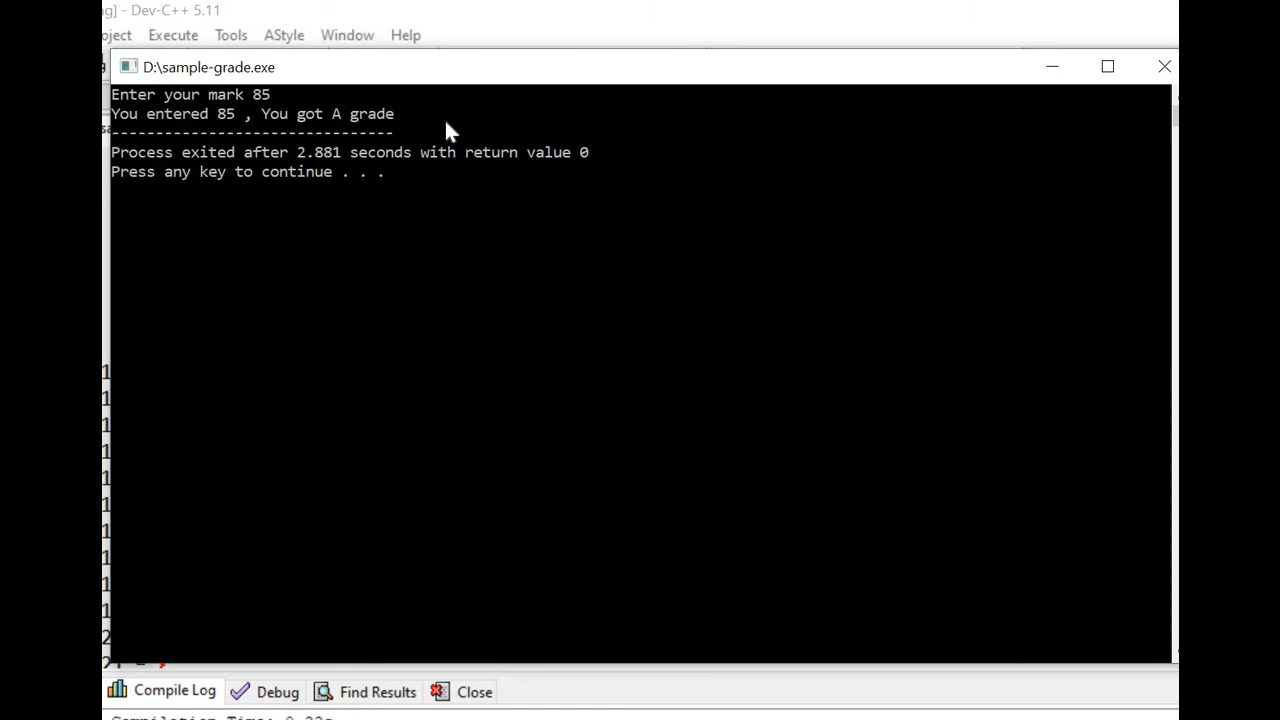 - Dev-C++ 5.11
Execute Tools AStyle Window Help
D:\sample-grade.exe
Enter your mark 85
You entered 85 , You got A grade
--------------------------------
Process exited after 2.881 seconds with return value 0
Press any key to continue . . .
Compile Log Debug Find Results Close